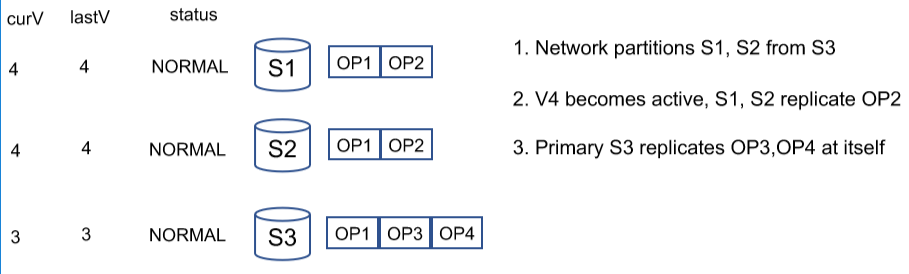 curV lastV status
4 4 NORMAL S1 OP1 OP2
4 4 NORMAL S2 OP1 OP2
3 3 NORMAL S3 OP1 OP3 OP4
1. Network partitions S1, S2 from S3
2. V4 becomes active, S1, S2 replicate OP2
3. Primary S3 replicates OP3,OP4 at itself